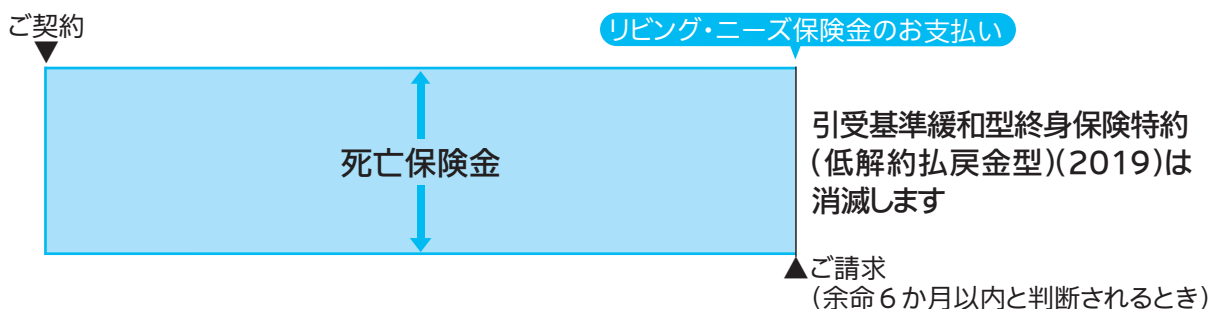 ご契約
▼
リビング・ニーズ保険金のお支払い
死亡保険金
引受基準緩和型終身保険特約
(低解約払戻金型)(2019)は
消滅します
▲ご請求
(余命6か月以内と判断されるとき)